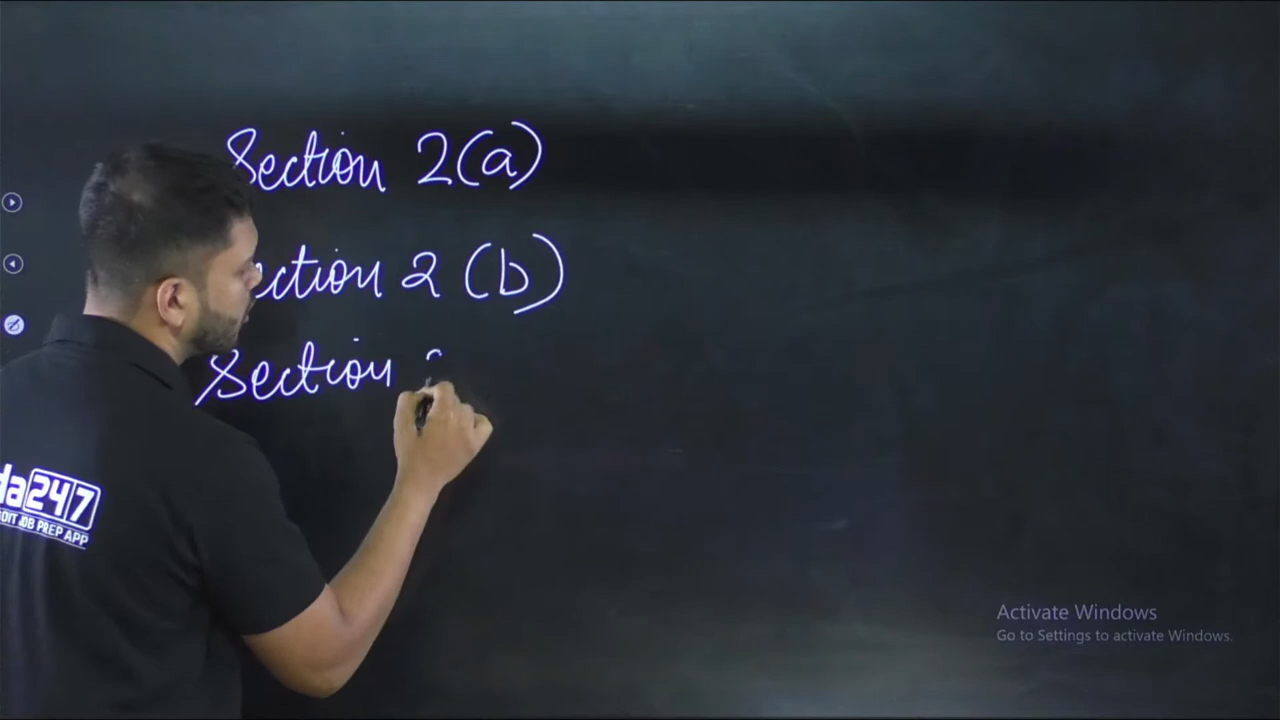 Section 2(a)
ection 2 (b)
Section
da247
JOB PREP APP
Activate Windows
Go to Settings to activate Windows.